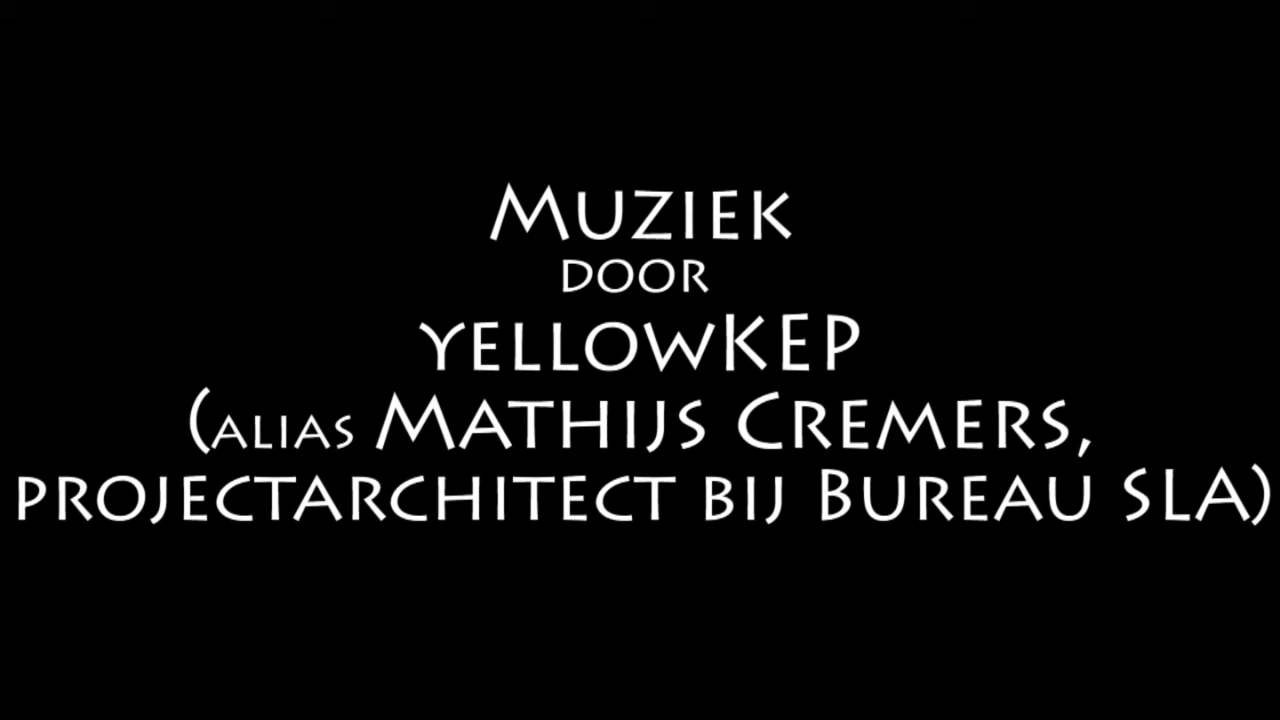 Muziek
door
yellowKEP
(alias Mathijs Cremers,
projectarchitect bij Bureau SLA)